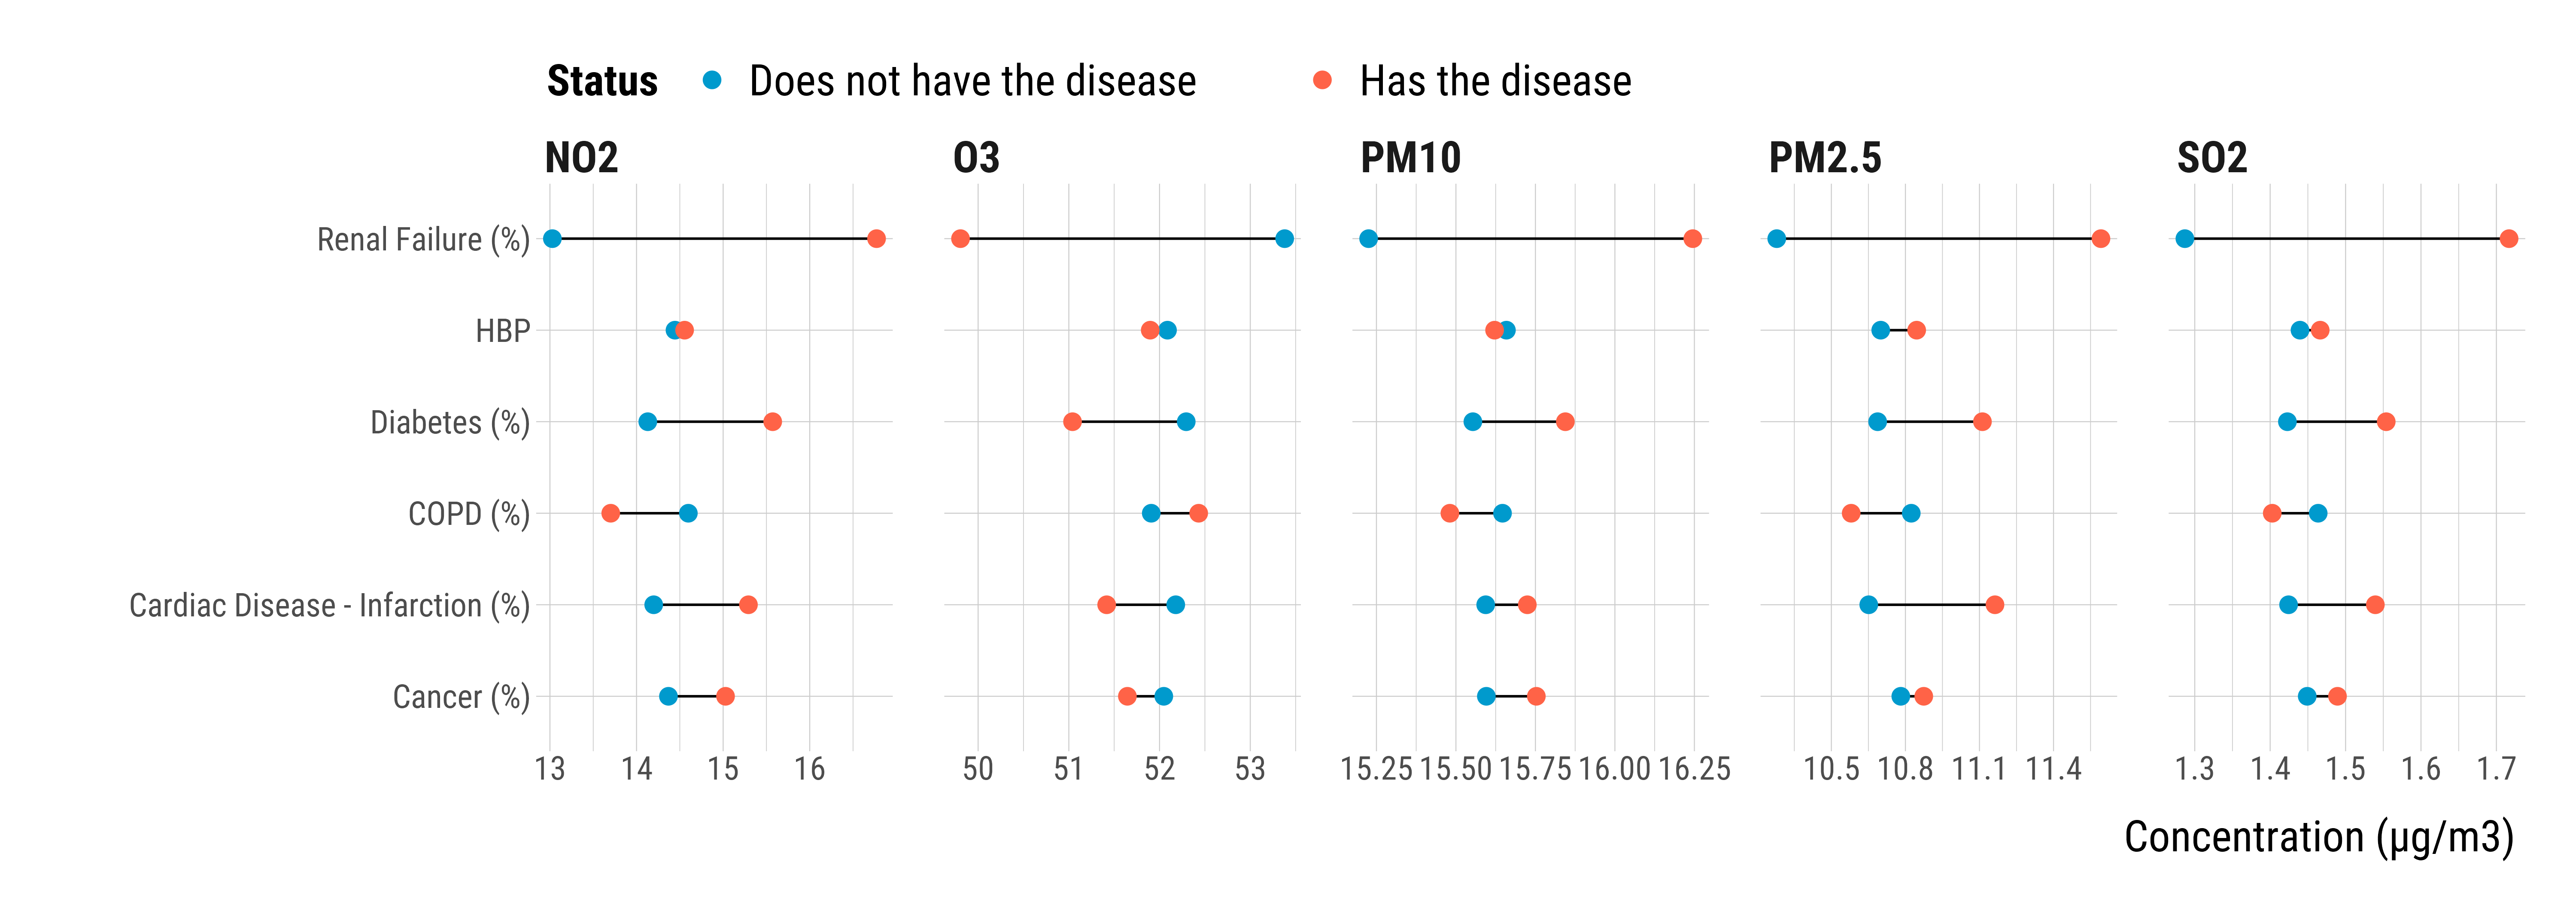 Status Does not have the disease Has the disease
NO2 O3 PM10 PM2.5 SO2
Renal Failure (%)
HBP
Diabetes (%)
COPD (%)
Cardiac Disease - Infarction (%)
Cancer (%)
13 14 15 16 50 51 52 53 15.25 15.50 15.75 16.00 16.25 10.5 10.8 11.1 11.4 1.3 1.4 1.5 1.6 1.7
Concentration (µg/m3)